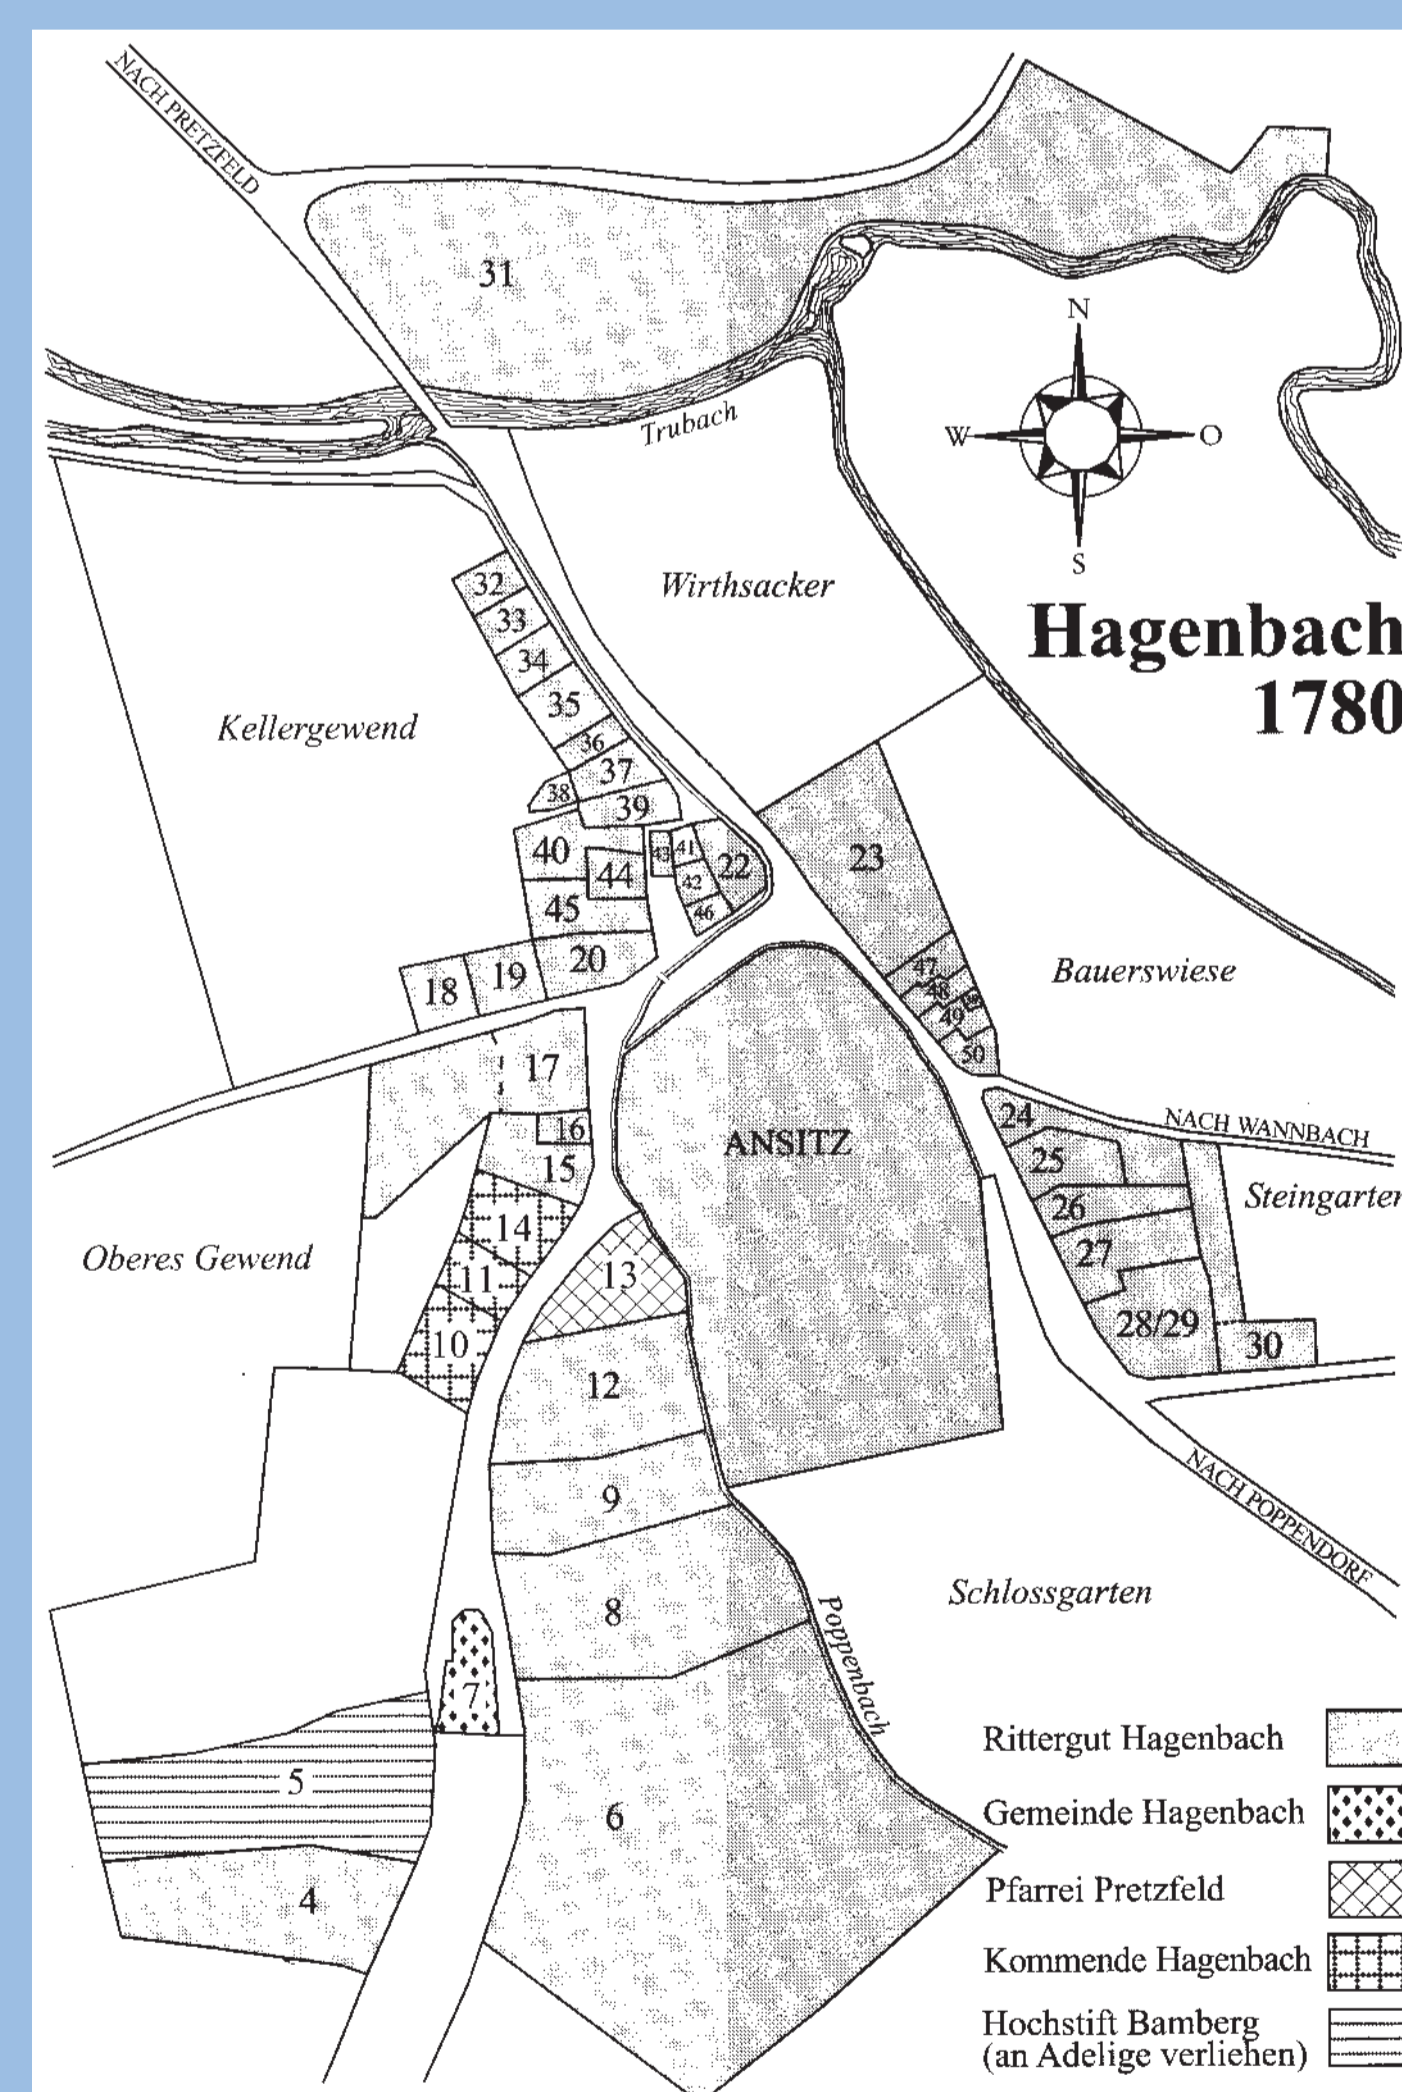 NACH PRETZFELD
31
Trubach
N
W
O
S
Wirthsacker
Hagenbach
1780
32
33
34
35
Kellergewend
36
37
38
39
40
44
43
41
42
22
46
45
23
20
19
18
47
48
49
50
Bauerswiese
17
16
15
ANSITZ
24
NACH WANNBACH
25
26
27
Steingarten
14
11
10
13
Oberes Gewend
28/29
30
12
9
NACH POPPENDORF
8
Poppenbach
Schlossgarten
7
5
6
4
Rittergut Hagenbach
Gemeinde Hagenbach
Pfarrei Pretzfeld
Kommende Hagenbach
Hochstift Bamberg
(an Adelige verliehen)